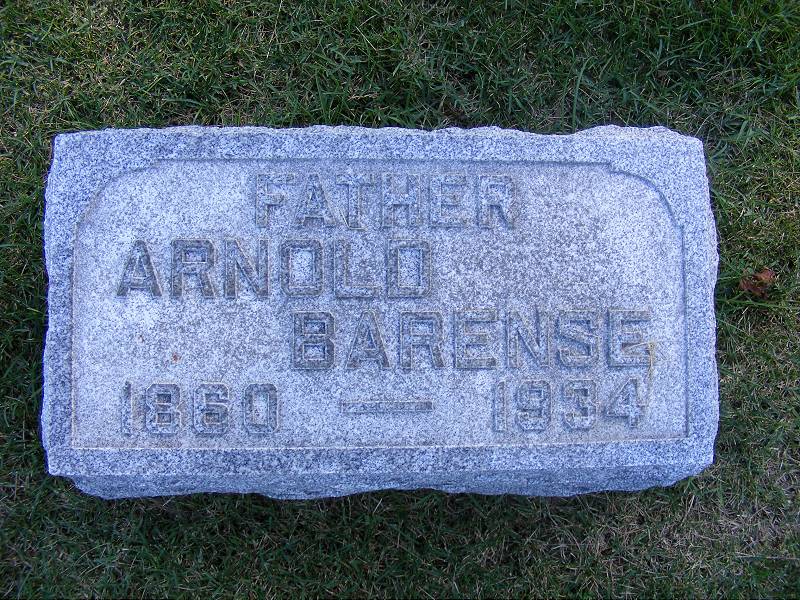 FATHER
ARNOLD
BARENSE
1860 — 1934